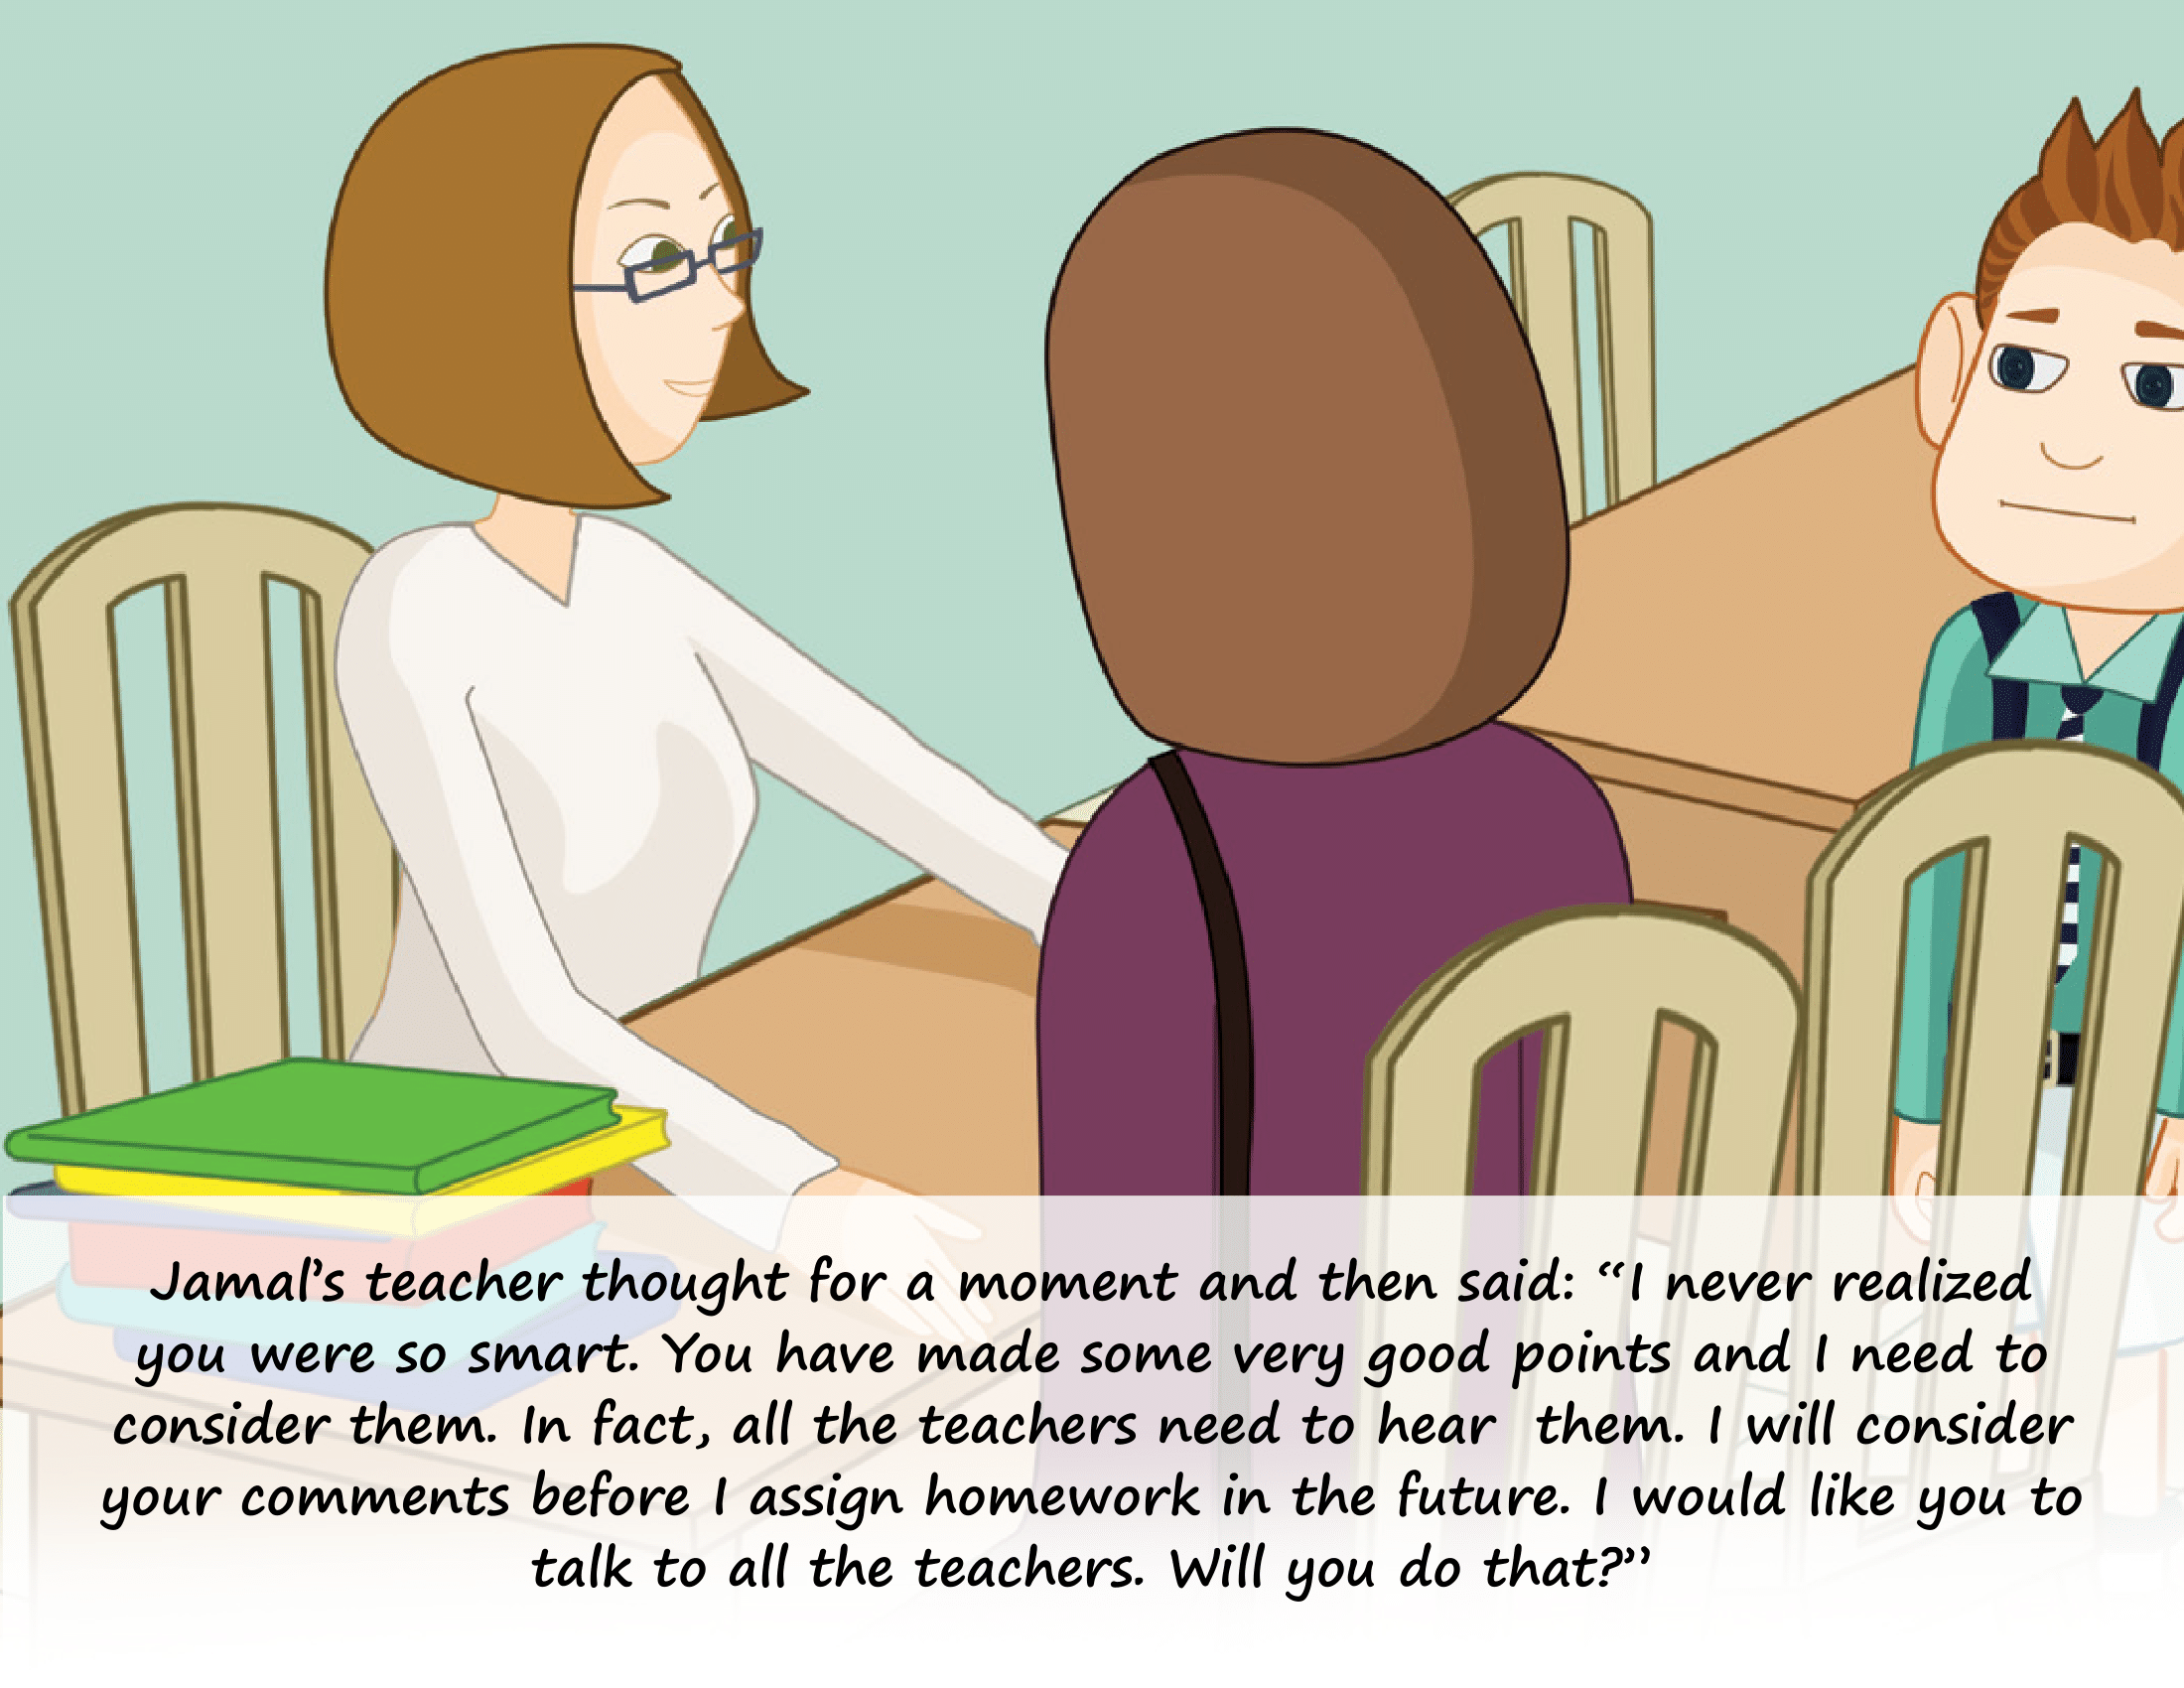 Jamal’s teacher thought for a moment and then said: “I never realized
you were so smart. You have made some very good points and I need to
consider them. In fact, all the teachers need to hear  them. I will consider
your comments before I assign homework in the future. I would like you to
talk to all the teachers. Will you do that?”